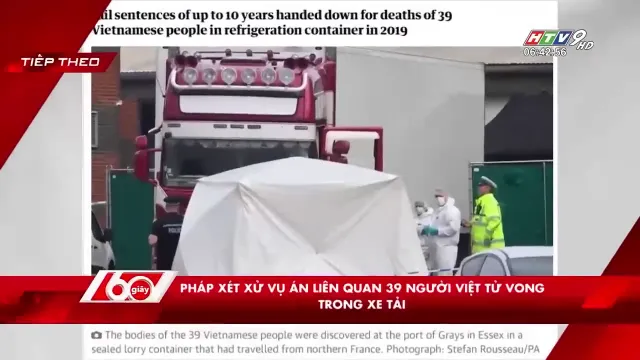 ail sentences of up to 10 years handed down for deaths of 39
Vietnamese people in refrigeration container in 2019
HTV9 HD
06:42:56
TIẾP THEO
POLICE
60 giây
PHÁP XÉT XỬ VỤ ÁN LIÊN QUAN 39 NGƯỜI VIỆT TỬ VONG
TRONG XE TẢI
The bodies of the 39 Vietnamese people were discovered at the port of Grays in Essex in a
sealed lorry container that had travelled from northern France. Photograph: Stefan Rousseau/PA